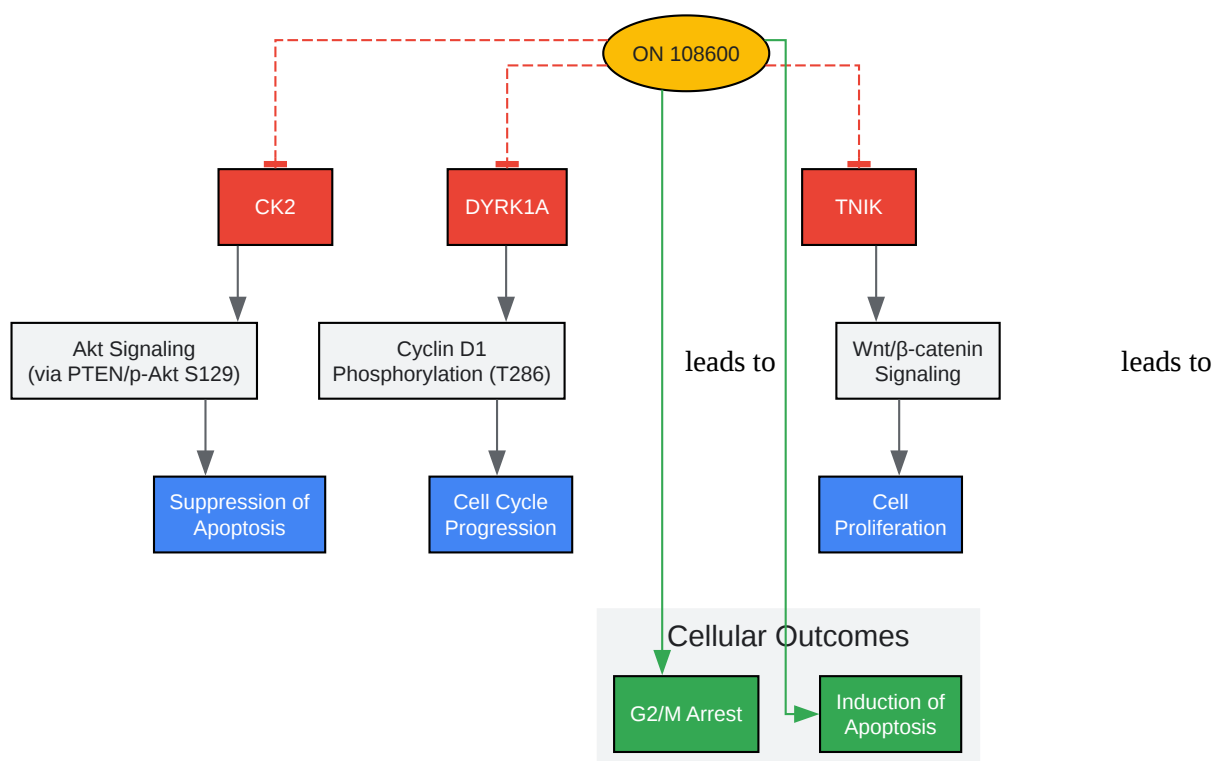 ON 108600
CK2
DYRK1A
TNIK
Akt Signaling
(via PTEN/p-Akt S129)
Cyclin D1
Phosphorylation (T286)
leads to
Wnt/β-catenin
Signaling
leads to
Suppression of
Apoptosis
Cell Cycle
Progression
Cell
Proliferation
Cellular Outcomes
G2/M Arrest
Induction of
Apoptosis